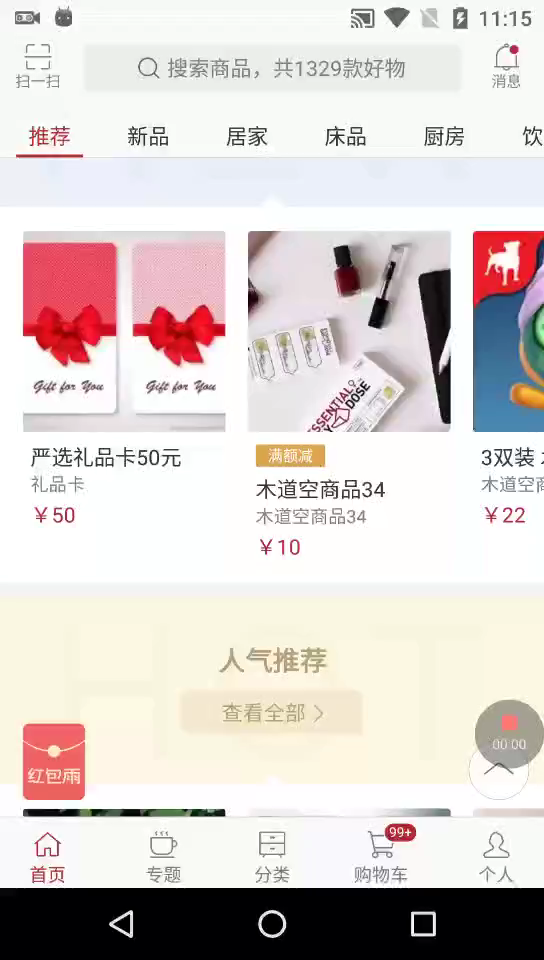 11:15
扫一扫
搜索商品，共1329款好物
消息
推荐
新品
居家
床品
厨房
饮
Gift for You
Gift for You
ESSENTIAL
DOSE
严选礼品卡50元
礼品卡
￥50
满额减
木道空商品34
木道空商品34
￥10
3双装
木道空商
￥22
HOT
人气推荐
查看全部
红包雨
00:00
首页
专题
分类
99+
购物车
个人